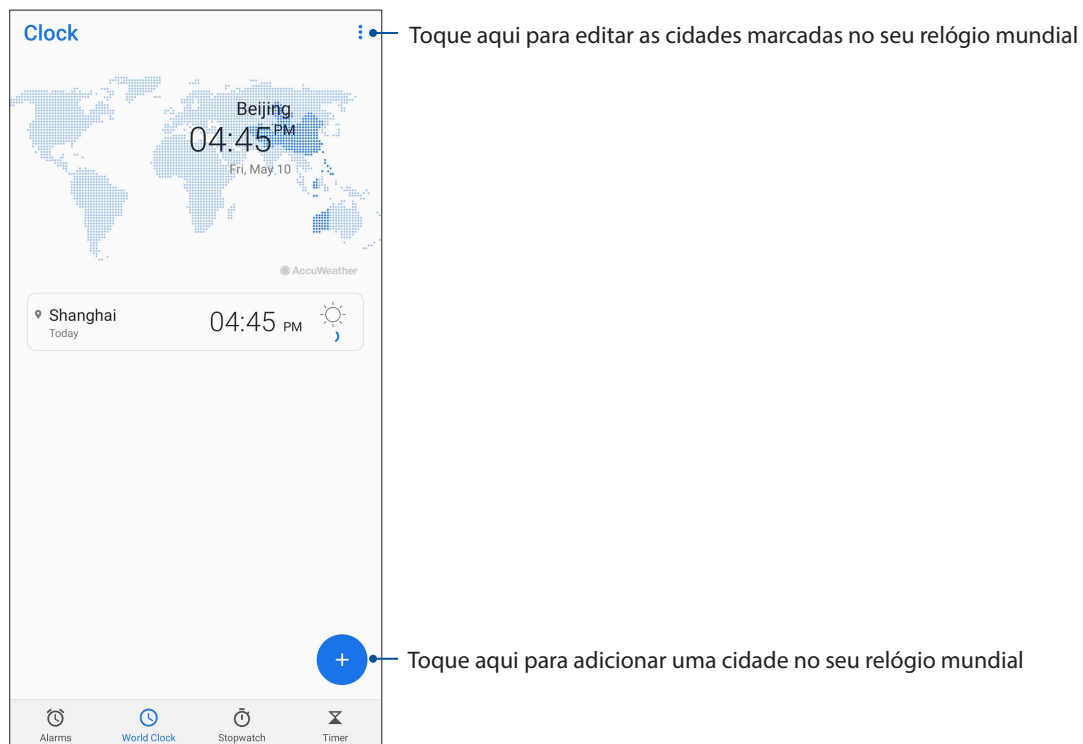 Clock
Toque aqui para editar as cidades marcadas no seu relógio mundial
Beijing
04:45 PM
Fri, May 10
AccuWeather
Shanghai
Today
04:45 PM
+
Toque aqui para adicionar uma cidade no seu relógio mundial
Alarms
World Clock
Stopwatch
Timer